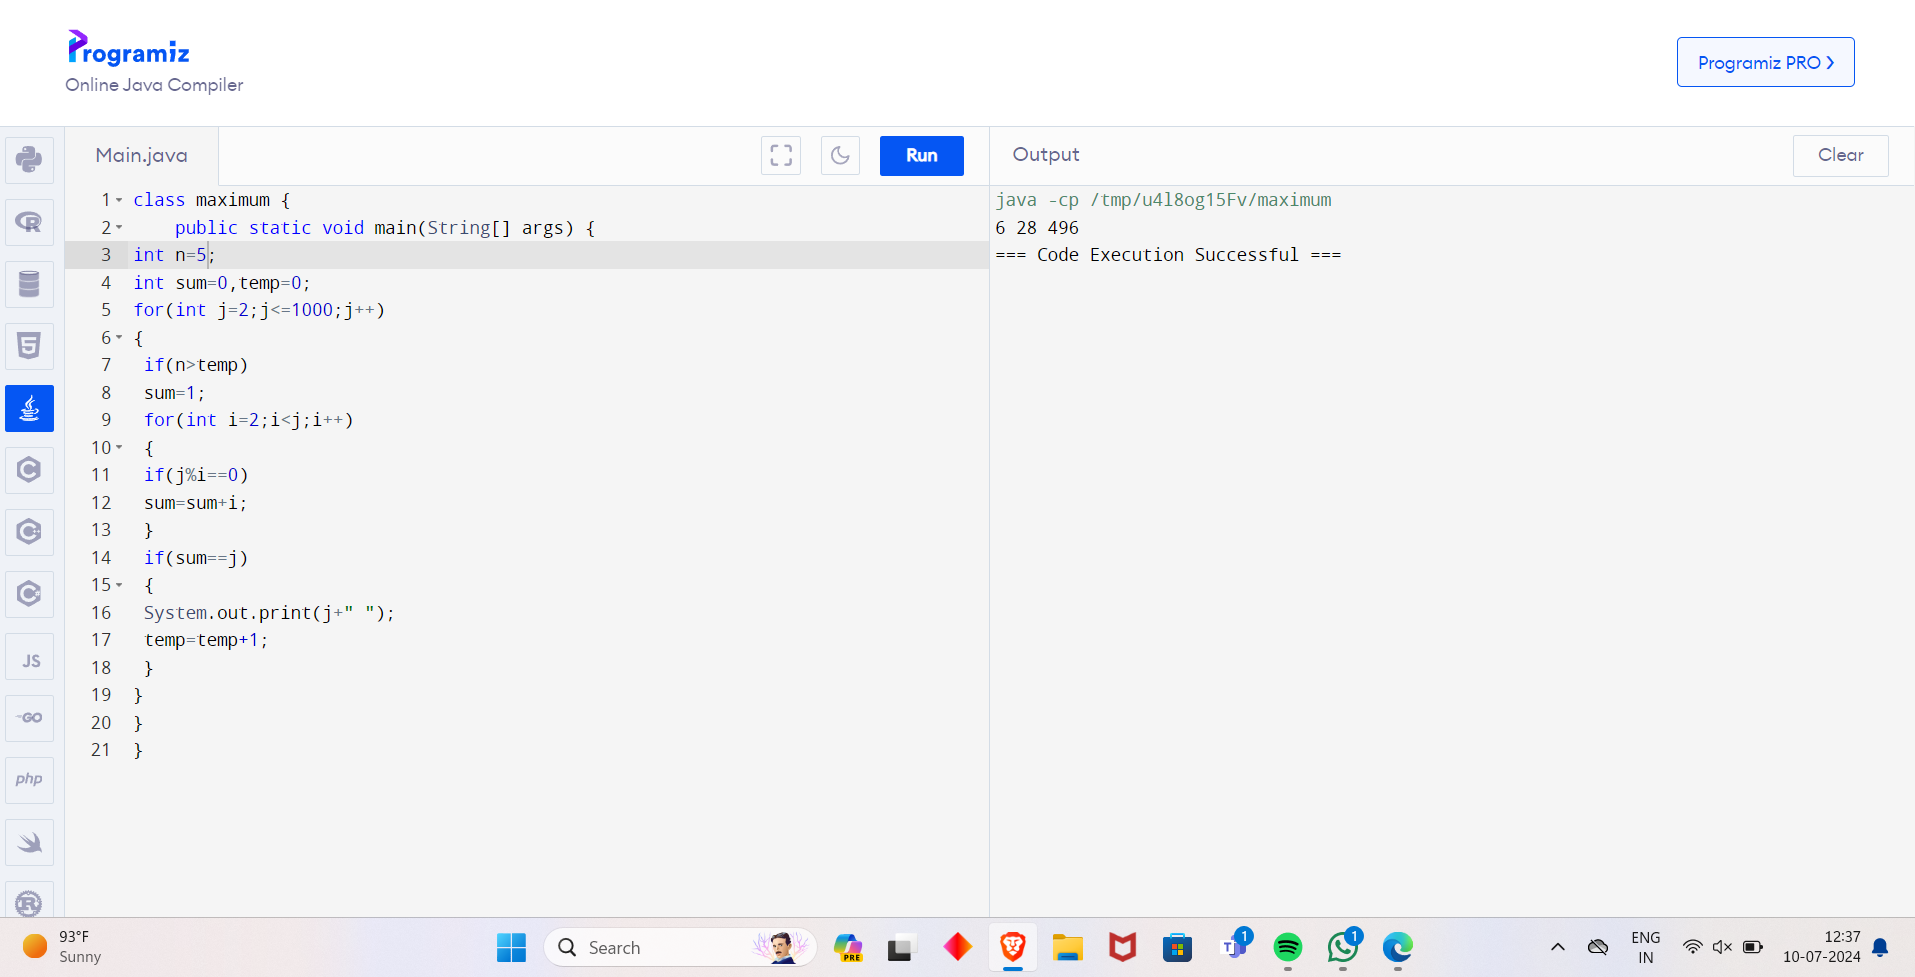 Programiz
Online Java Compiler
Programiz PRO
Main.java
Run
Output
Clear
1 class maximum {
2     public static void main(String[] args) {
3 int n=5;
4 int sum=0,temp=0;
5 for(int j=2;j<=1000;j++)
6 {
7  if(n>temp)
8  sum=1;
9  for(int i=2;i<j;i++)
10  {
11  if(j%i==0)
12  sum=sum+i;
13  }
14  if(sum==j)
15  {
16  System.out.print(j+" ");
17  temp=temp+1;
18  }
19 }
20 }
21 }
java -cp /tmp/u4l8og15Fv/maximum
6 28 496
=== Code Execution Successful ===
R
JS
GO
php
93°F
Sunny
Search
PRE
1
1
ENG
IN
12:37
10-07-2024